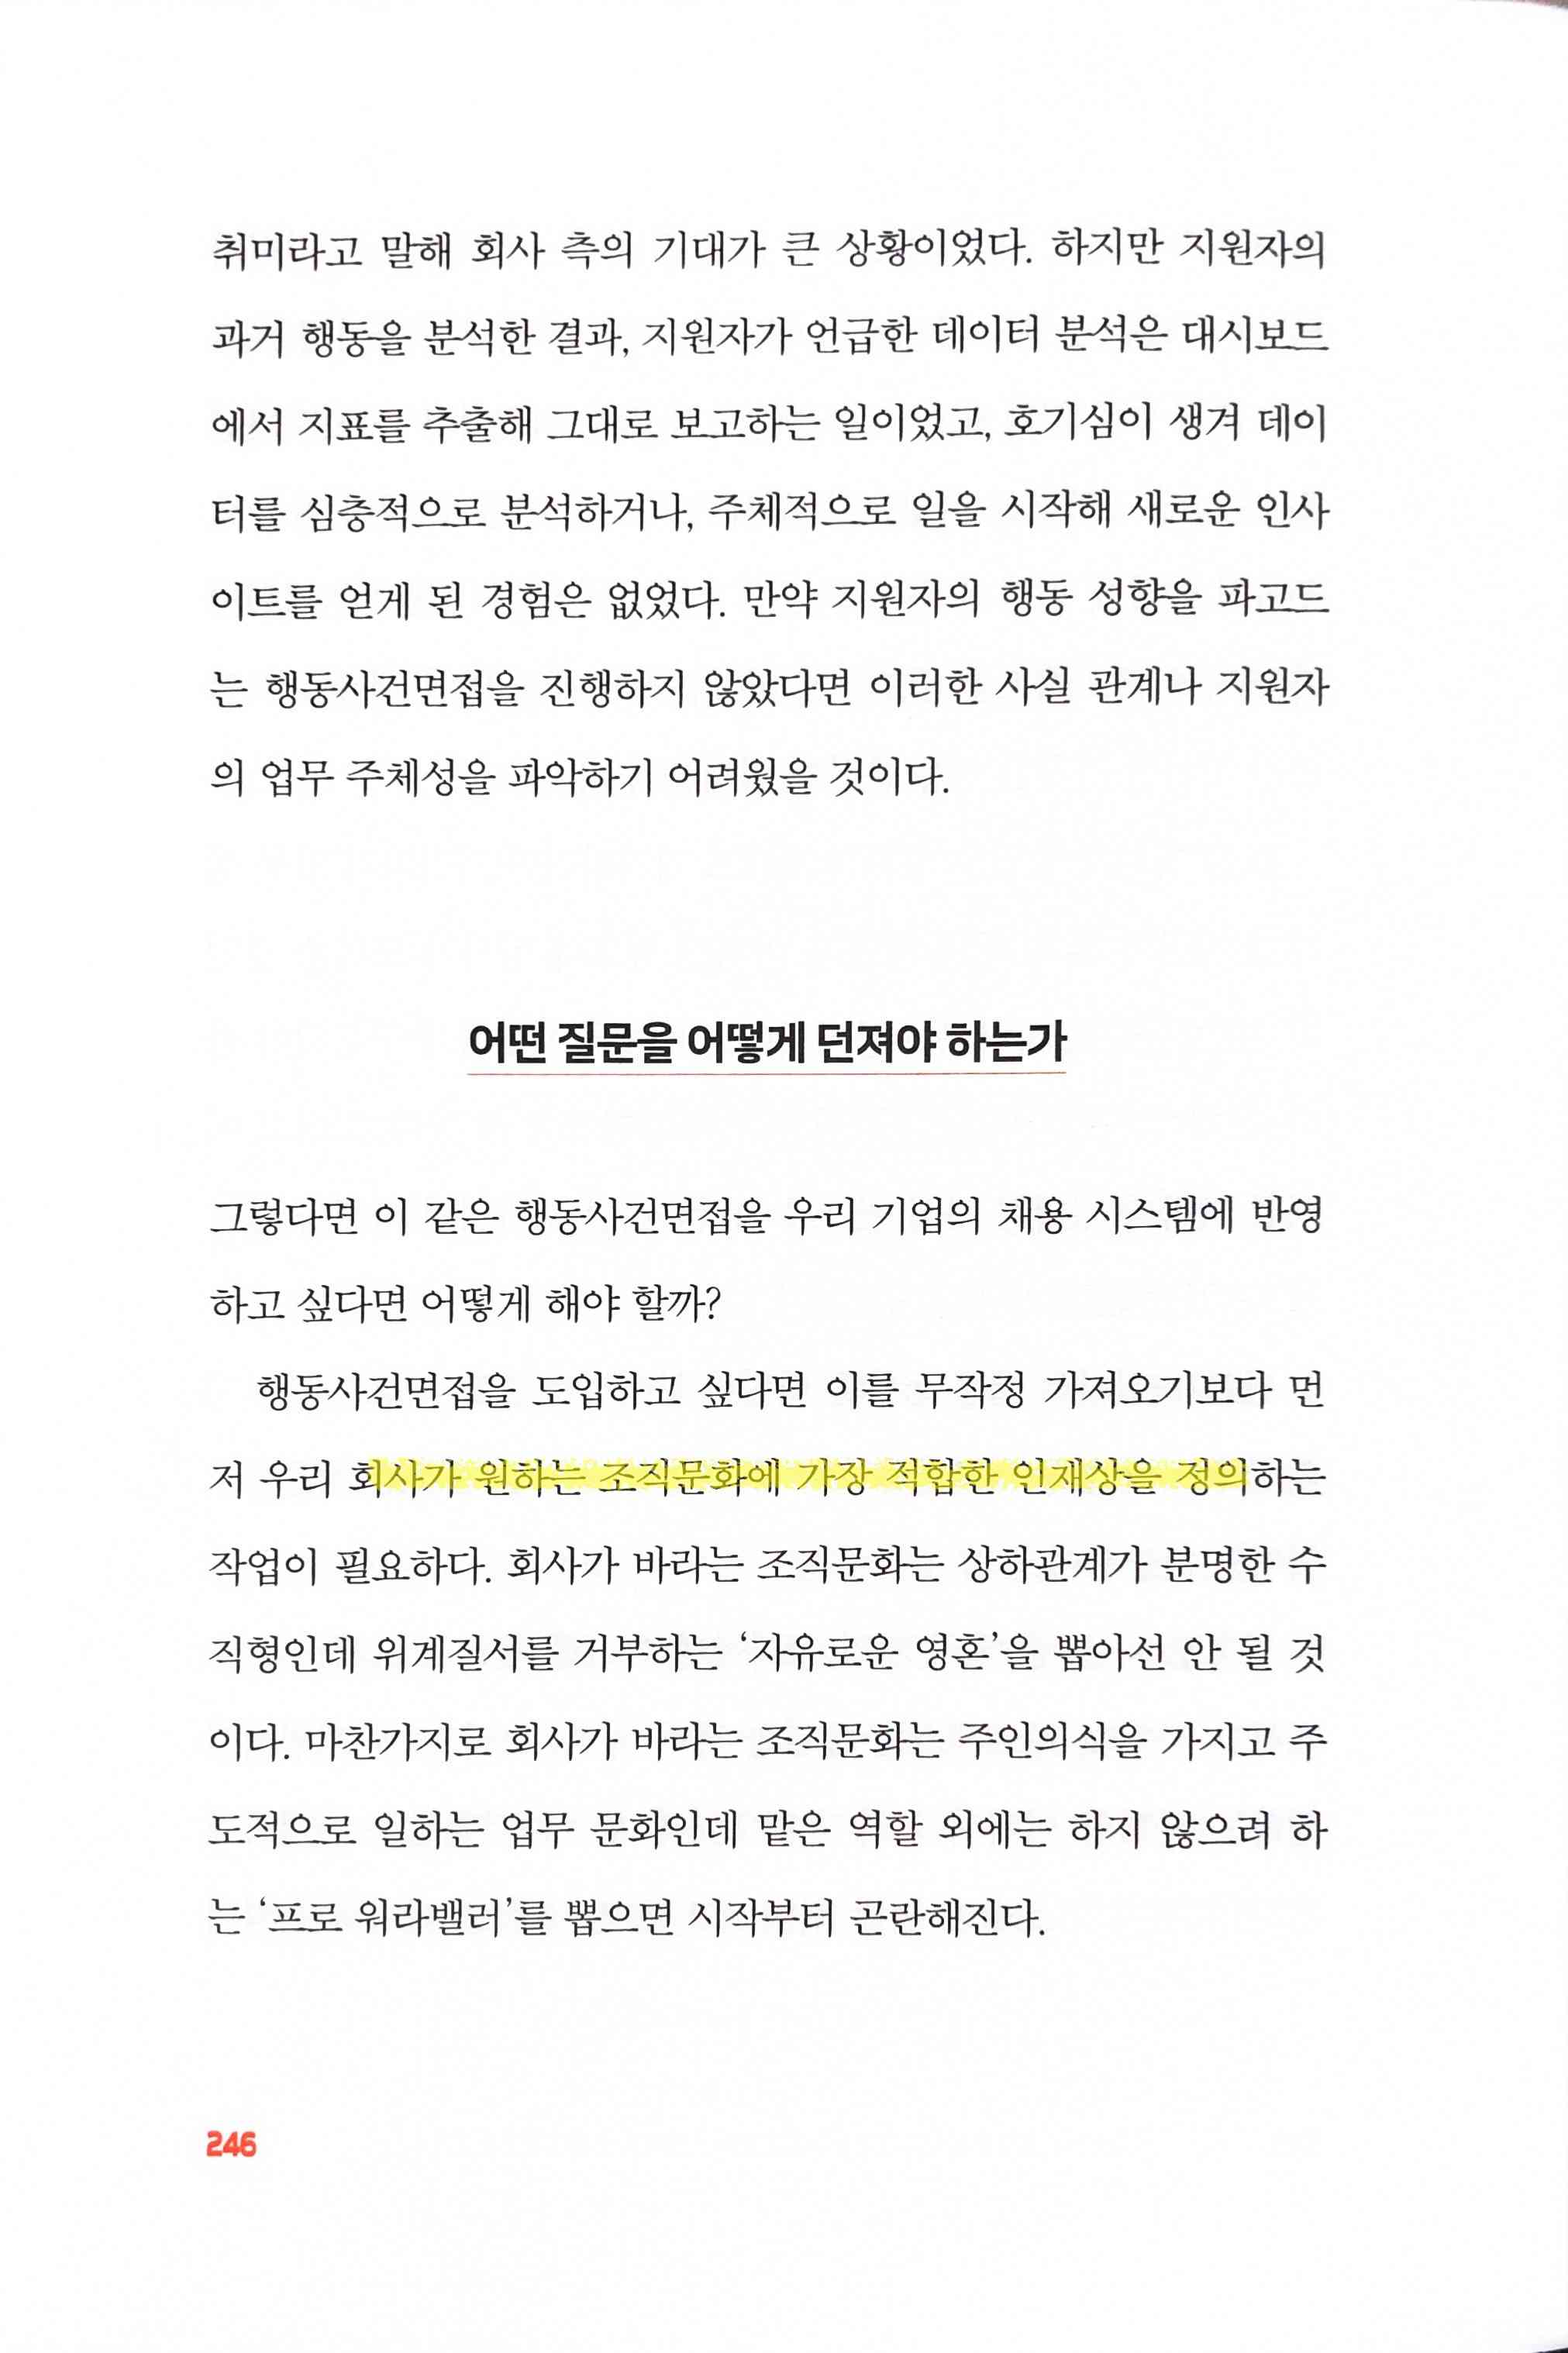 취미라고 말해 회사 측의 기대가 큰 상황이었다. 하지만 지원자의
과거 행동을 분석한 결과, 지원자가 언급한 데이터 분석은 대시보드
에서 지표를 추출해 그대로 보고하는 일이었고, 호기심이 생겨 데이
터를 심층적으로 분석하거나, 주체적으로 일을 시작해 새로운 인사
이트를 얻게 된 경험은 없었다. 만약 지원자의 행동 성향을 파고드
는 행동사건면접을 진행하지 않았다면 이러한 사실 관계나 지원자
의 업무 주체성을 파악하기 어려웠을 것이다.
어떤 질문을 어떻게 던져야 하는가
그렇다면 이 같은 행동사건면접을 우리 기업의 채용 시스템에 반영
하고 싶다면 어떻게 해야 할까?
행동사건면접을 도입하고 싶다면 이를 무작정 가져오기보다 먼
저 우리 회사가 원하는 조직문화에 가장 적합한 인재상을 정의하는
작업이 필요하다. 회사가 바라는 조직문화는 상하관계가 분명한 수
직형인데 위계질서를 거부하는 ‘자유로운 영혼’을 뽑아선 안 될 것
이다. 마찬가지로 회사가 바라는 조직문화는 주인의식을 가지고 주
도적으로 일하는 업무 문화인데 맡은 역할 외에는 하지 않으려 하
는 ‘프로 워라밸러’를 뽑으면 시작부터 곤란해진다.
246